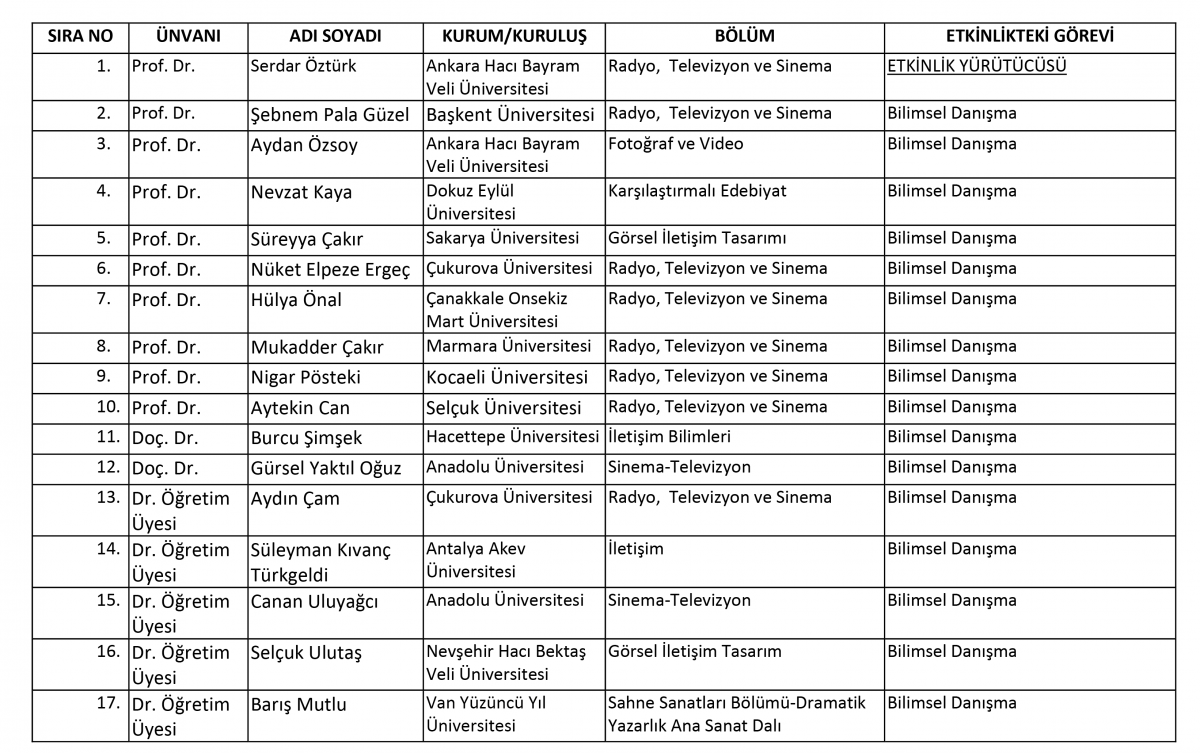 SIRA NO ÜNVANI ADI SOYADI KURUM/KURULUŞ BÖLÜM ETKİNLİKTEKİ GÖREVİ
1. Prof. Dr. Serdar Öztürk Ankara Hacı Bayram Radyo, Televizyon ve Sinema ETKİNLİK YÜRÜTÜCÜSÜ
Veli Üniversitesi
2. Prof. Dr. Şebnem Pala Güzel Başkent Üniversitesi Radyo, Televizyon ve Sinema Bilimsel Danışma
3. Prof. Dr. Aydan Özsoy Ankara Hacı Bayram Fotoğraf ve Video Bilimsel Danışma
Veli Üniversitesi
4. Prof. Dr. Nevzat Kaya Dokuz Eylül Karşılaştırmalı Edebiyat Bilimsel Danışma
Üniversitesi
5. Prof. Dr. Süreyya Çakır Sakarya Üniversitesi Görsel İletişim Tasarımı Bilimsel Danışma
6. Prof. Dr. Nüket Elpeze Ergeç Çukurova Üniversitesi Radyo, Televizyon ve Sinema Bilimsel Danışma
7. Prof. Dr. Hülya Önal Çanakkale Onsekiz Radyo, Televizyon ve Sinema Bilimsel Danışma
Mart Üniversitesi
8. Prof. Dr. Mukadder Çakır Marmara Üniversitesi Radyo, Televizyon ve Sinema Bilimsel Danışma
9. Prof. Dr. Nigar Pösteki Kocaeli Üniversitesi Radyo, Televizyon ve Sinema Bilimsel Danışma
10. Prof. Dr. Aytekin Can Selçuk Üniversitesi Radyo, Televizyon ve Sinema Bilimsel Danışma
11. Doç. Dr. Burcu Şimşek Hacettepe Üniversitesi İletişim Bilimleri Bilimsel Danışma
12. Doç. Dr. Gürsel Yaktıl Oğuz Anadolu Üniversitesi Sinema-Televizyon Bilimsel Danışma
13. Dr. Öğretim Aydın Çam Çukurova Üniversitesi Radyo, Televizyon ve Sinema Bilimsel Danışma
Üyesi
14. Dr. Öğretim Süleyman Kıvanç Antalya Akev İletişim Bilimsel Danışma
Üyesi Türkgeldi Üniversitesi
15. Dr. Öğretim Canan Uluyağcı Anadolu Üniversitesi Sinema-Televizyon Bilimsel Danışma
Üyesi
16. Dr. Öğretim Selçuk Ulutaş Nevşehir Hacı Bektaş Görsel İletişim Tasarım Bilimsel Danışma
Üyesi Veli Üniversitesi
17. Dr. Öğretim Barış Mutlu Van Yüzüncü Yıl Sahne Sanatları Bölümü-Dramatik Bilimsel Danışma
Üyesi Üniversitesi Yazarlık Ana Sanat Dalı